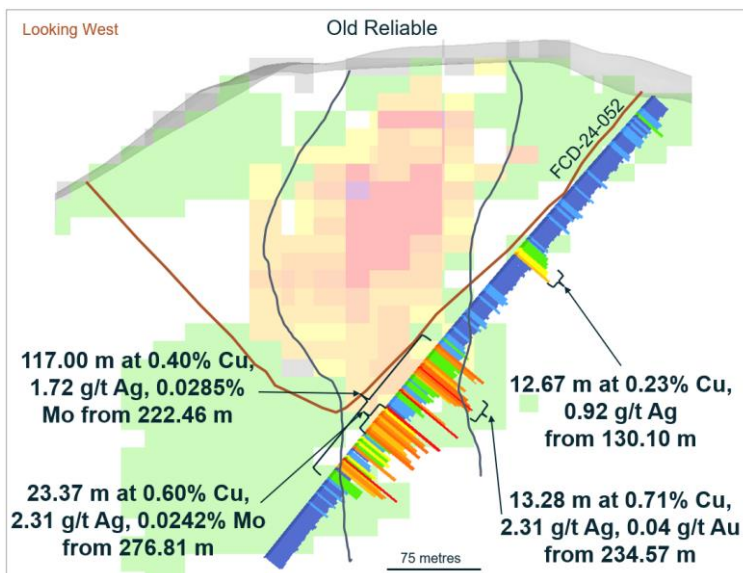 Looking West
Old Reliable
FCD-24-052
117.00 m at 0.40% Cu,
1.72 g/t Ag, 0.0285%
Mo from 222.46 m
12.67 m at 0.23% Cu,
0.92 g/t Ag
from 130.10 m
23.37 m at 0.60% Cu,
2.31 g/t Ag, 0.0242% Mo
from 276.81 m
13.28 m at 0.71% Cu,
2.31 g/t Ag, 0.04 g/t Au
from 234.57 m
75 metres